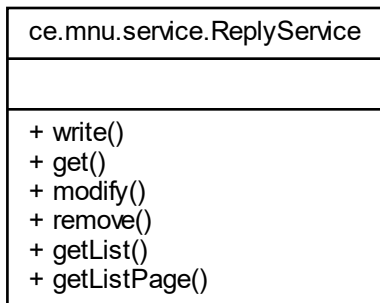 ce.mnu.service.ReplyService
+ write()
+ get()
+ modify()
+ remove()
+ getList()
+ getListPage()